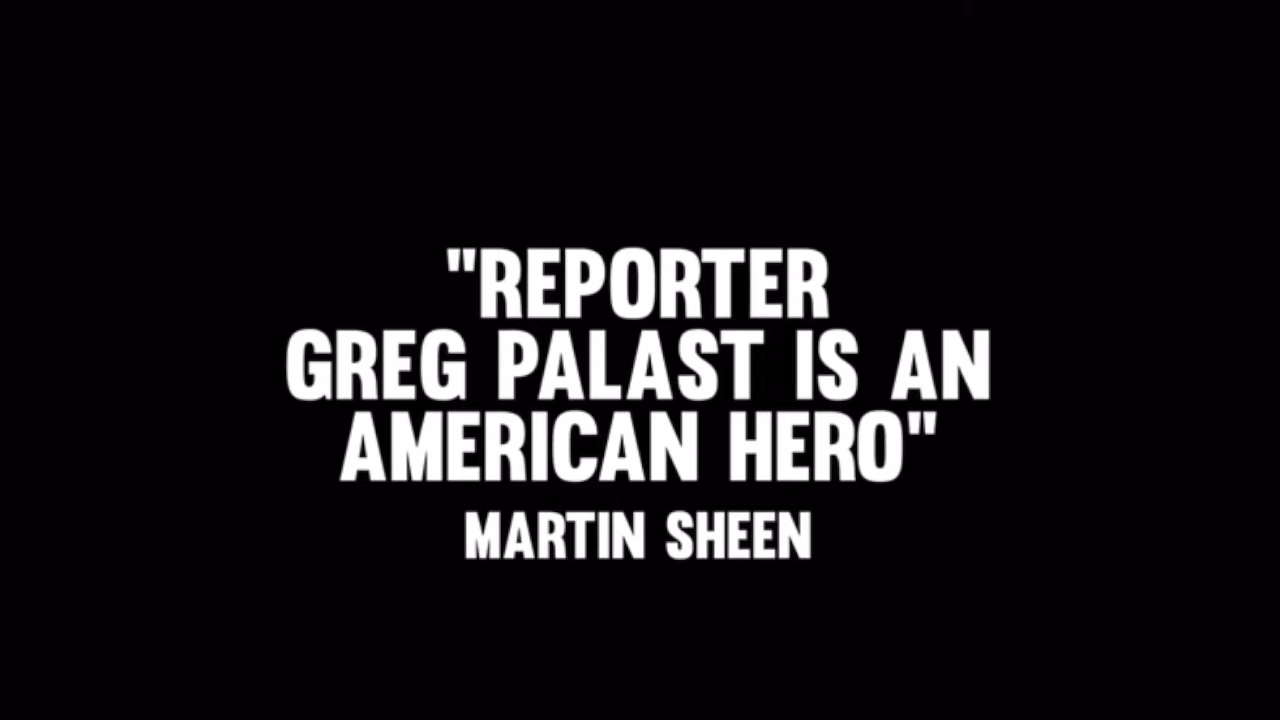 "REPORTER
GREG PALAST IS AN
AMERICAN HERO"
MARTIN SHEEN